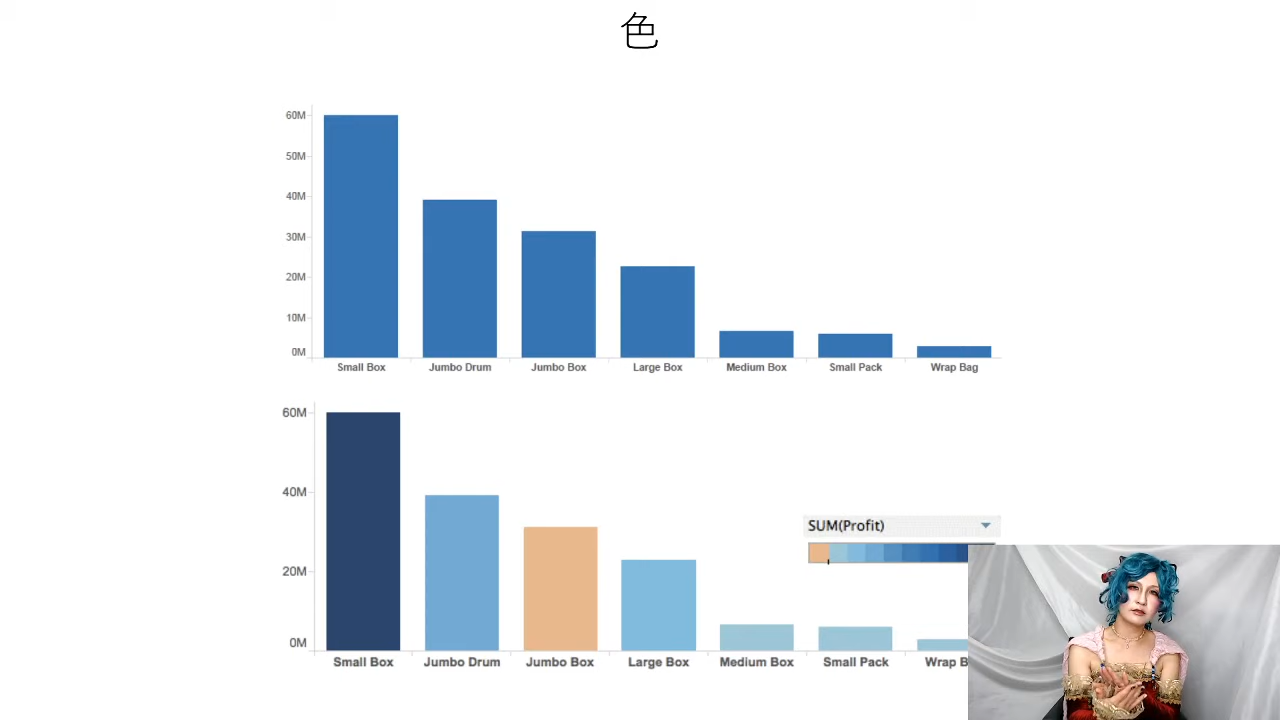 色
60M
50M
40M
30M
20M
10M
0M
Small Box Jumbo Drum Jumbo Box Large Box Medium Box Small Pack Wrap Bag
60M
40M
20M
0M
SUM(Profit)
Small Box Jumbo Drum Jumbo Box Large Box Medium Box Small Pack Wrap B